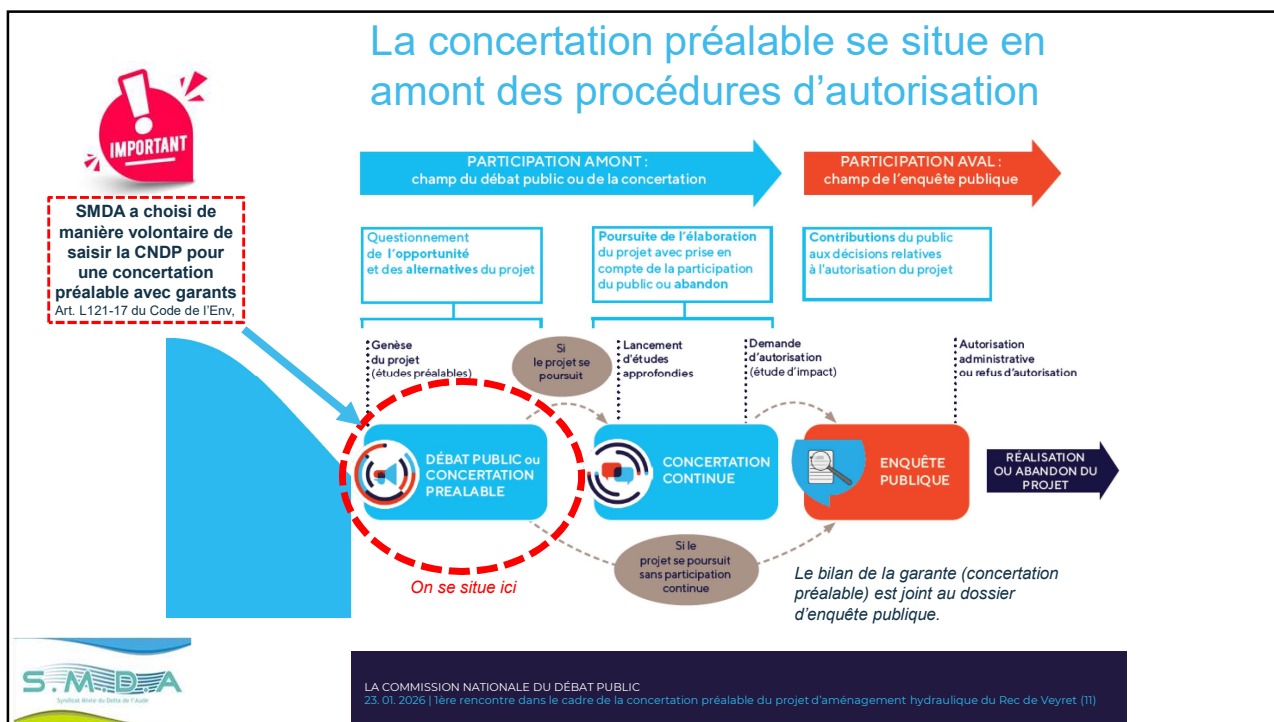 La concertation préalable se situe en
amont des procédures d'autorisation
IMPORTANT
SMDA a choisi de
manière volontaire de
saisir la CNDP pour
une concertation
préalable avec garants
Art. L121-17 du Code de l'Env,
PARTICIPATION AMONT :
champ du débat public ou de la concertation
PARTICIPATION AVAL :
champ de l'enquête publique
Questionnement
de l'opportunité
et des alternatives du projet
Poursuite de l'élaboration
du projet avec prise en
compte de la participation
du public ou abandon
Contributions du public
aux décisions relatives
à l'autorisation du projet
Genèse
du projet
(études préalables)
Si
le projet se
poursuit
Lancement
d'études
approfondies
Demande
d'autorisation
(étude d'impact)
Autorisation
administrative
ou refus d'autorisation
DÉBAT PUBLIC ou
CONCERTATION
PREALABLE
CONCERTATION
CONTINUE
ENQUÊTE
PUBLIQUE
RÉALISATION
OU ABANDON DU
PROJET
On se situe ici
Si le
projet se poursuit
sans participation
continue
Le bilan de la garante (concertation
préalable) est joint au dossier
d'enquête publique.
S.M.D.A
Syndicat Mixte du Delta de l'Aude
LA COMMISSION NATIONALE DU DÉBAT PUBLIC
23. 01. 2026 | 1ère rencontre dans le cadre de la concertation préalable du projet d'aménagement hydraulique du Rec de Veyret (11)